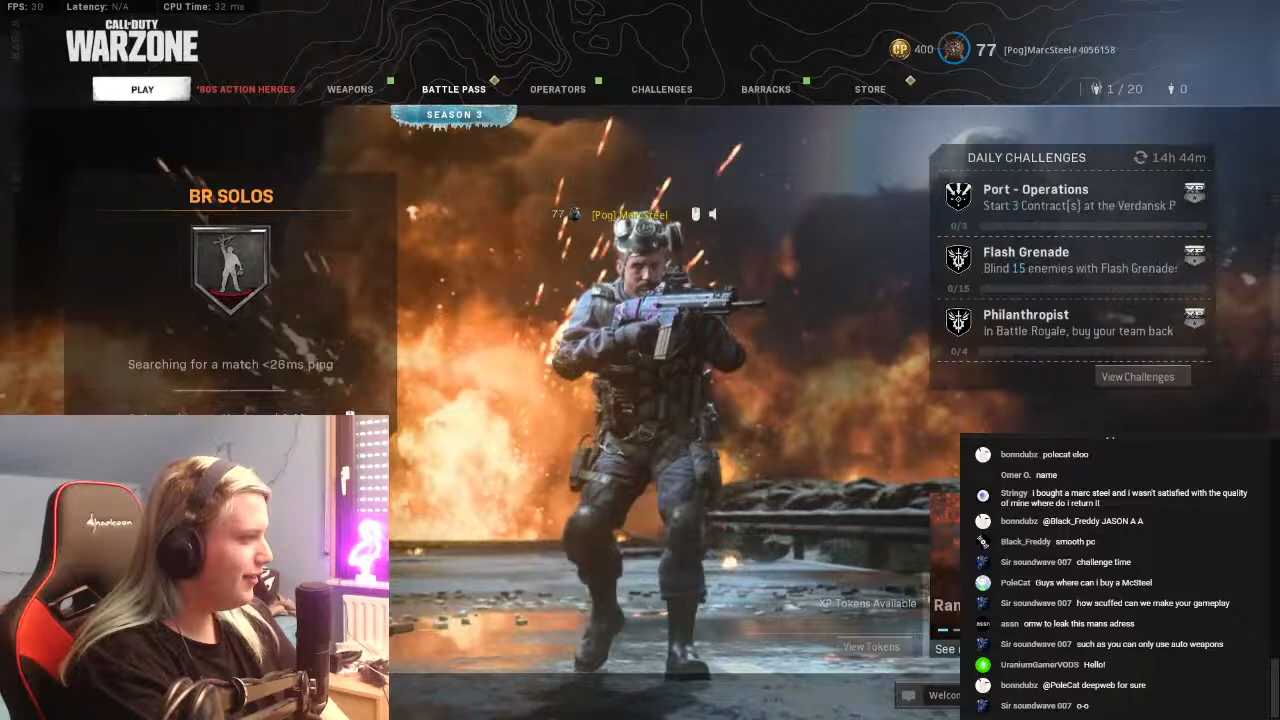 FPS: 30 Latency: N/A CPU Time: 32 ms
CALL OF DUTY
WARZONE
CP 400 77 [Pog]MarcSteel#4056158
PLAY '80S ACTION HEROES WEAPONS BATTLE PASS OPERATORS CHALLENGES BARRACKS STORE 1 / 20 0
SEASON 3
BR SOLOS
Searching for a match <26ms ping
77 [Pog] MarcSteel
DAILY CHALLENGES 14h 44m
Port - Operations
Start 3 Contract(s) at the Verdansk P
0/3
Flash Grenade
Blind 15 enemies with Flash Grenade
0/15
Philanthropist
In Battle Royale, buy your team back
0/4
View Challenges
XP Tokens Available
View Tokens
Ran
See
Welcom
Sharkoon
bonndubz polecat eloo
Omer O. name
Stringy I bought a marc steel and i wasn't satisfied with the quality
of mine where do i return it
bonndubz @Black_Freddy JASON A A
Black_Freddy smooth pc
Sir soundwave 007 challenge time
PoleCat Guys where can i buy a McSteel
Sir soundwave 007 how scuffed can we make your gameplay
assn omw to leak this mans adress
Sir soundwave 007 such as you can only use auto weapons
UraniumGamerVODS Hello!
bonndubz @PoleCat deepweb for sure
Sir soundwave 007 o-o